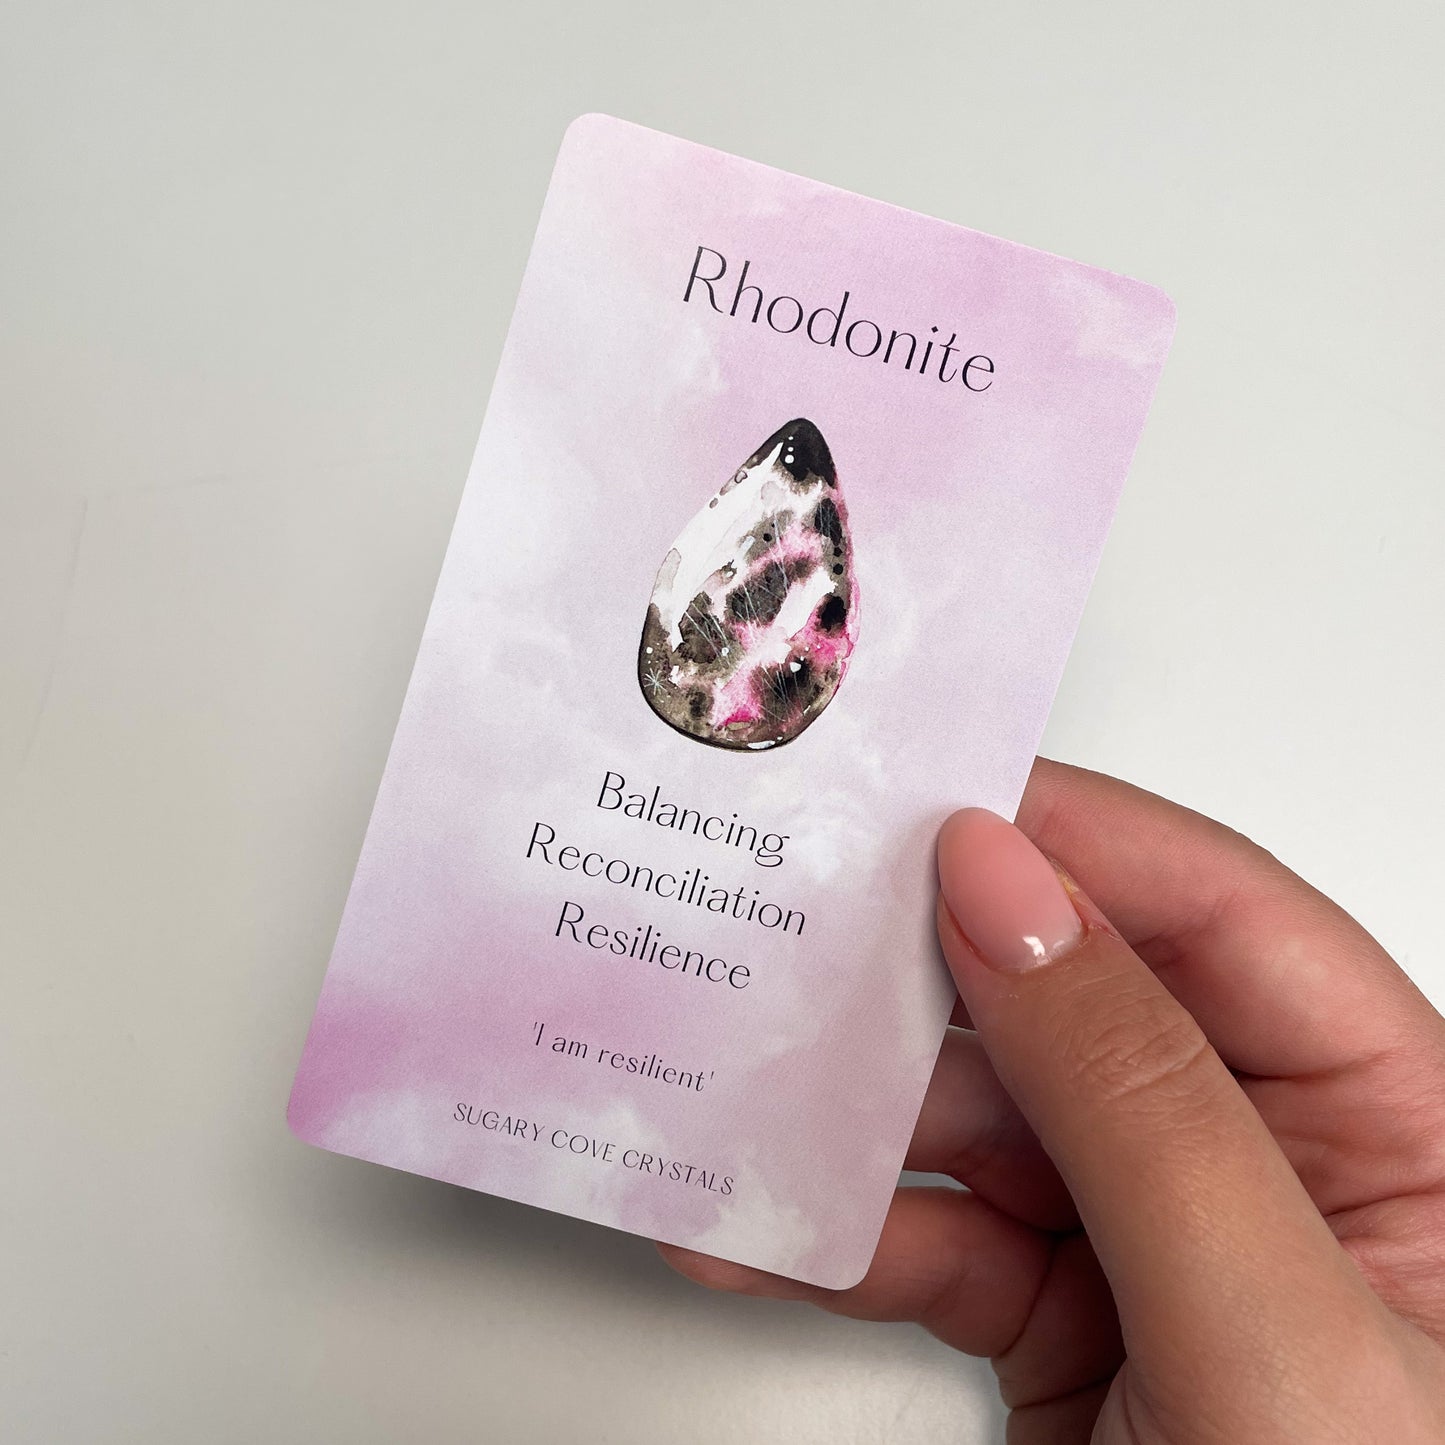 Rhodonite
Balancing
Reconciliation
Resilience
'I am resilient'
SUGARY COVE CRYSTALS